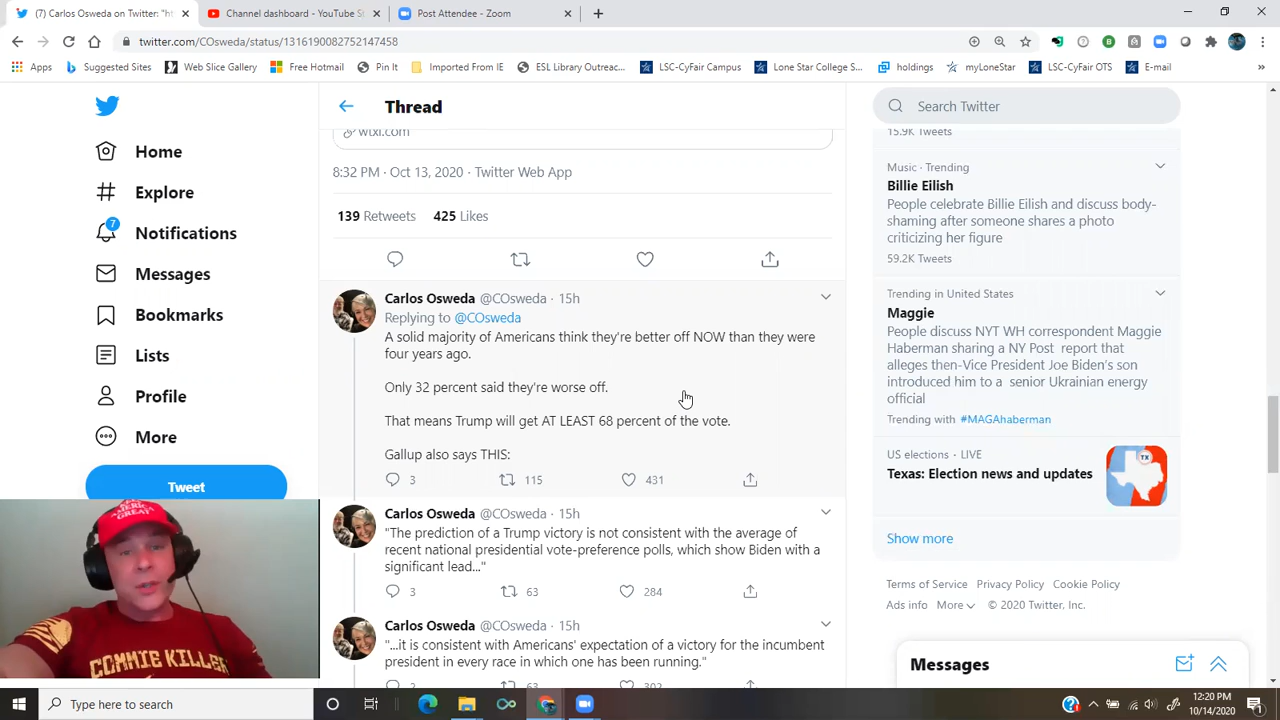 (7) Carlos Osweda on Twitter: "ht
Channel dashboard - YouTube St
Post Attendee - Zoom
twitter.com/COsweda/status/1316190082752147458
Apps
Suggested Sites
Web Slice Gallery
Free Hotmail
Pin It
Imported From IE
ESL Library Outreac...
LSC-CyFair Campus
Lone Star College S...
holdings
myLoneStar
LSC-CyFair OTS
E-mail
»
Home
Explore
7
Notifications
Messages
Bookmarks
Lists
Profile
More
Tweet
Thread
wtxl.com
8:32 PM · Oct 13, 2020 · Twitter Web App
139 Retweets 425 Likes
Carlos Osweda @COsweda · 15h
Replying to @COsweda
A solid majority of Americans think they're better off NOW than they were
four years ago.
Only 32 percent said they're worse off.
That means Trump will get AT LEAST 68 percent of the vote.
Gallup also says THIS:
3 115 431
Carlos Osweda @COsweda · 15h
"The prediction of a Trump victory is not consistent with the average of
recent national presidential vote-preference polls, which show Biden with a
significant lead..."
3 63 284
Carlos Osweda @COsweda · 15h
"...it is consistent with Americans' expectation of a victory for the incumbent
president in every race in which one has been running."
2 63 302
Search Twitter
15.9K Tweets
Music · Trending
Billie Eilish
People celebrate Billie Eilish and discuss body-
shaming after someone shares a photo
criticizing her figure
59.2K Tweets
Trending in United States
Maggie
People discuss NYT WH correspondent Maggie
Haberman sharing a NY Post report that
alleges then-Vice President Joe Biden's son
introduced him to a senior Ukrainian energy
official
Trending with #MAGAhaberman
US elections · LIVE
Texas: Election news and updates
TX
Show more
Terms of Service Privacy Policy Cookie Policy
Ads info More © 2020 Twitter, Inc.
Messages
AMERICA
GREAT
COMMIE KILLER
Type here to search
12:20 PM
10/14/2020